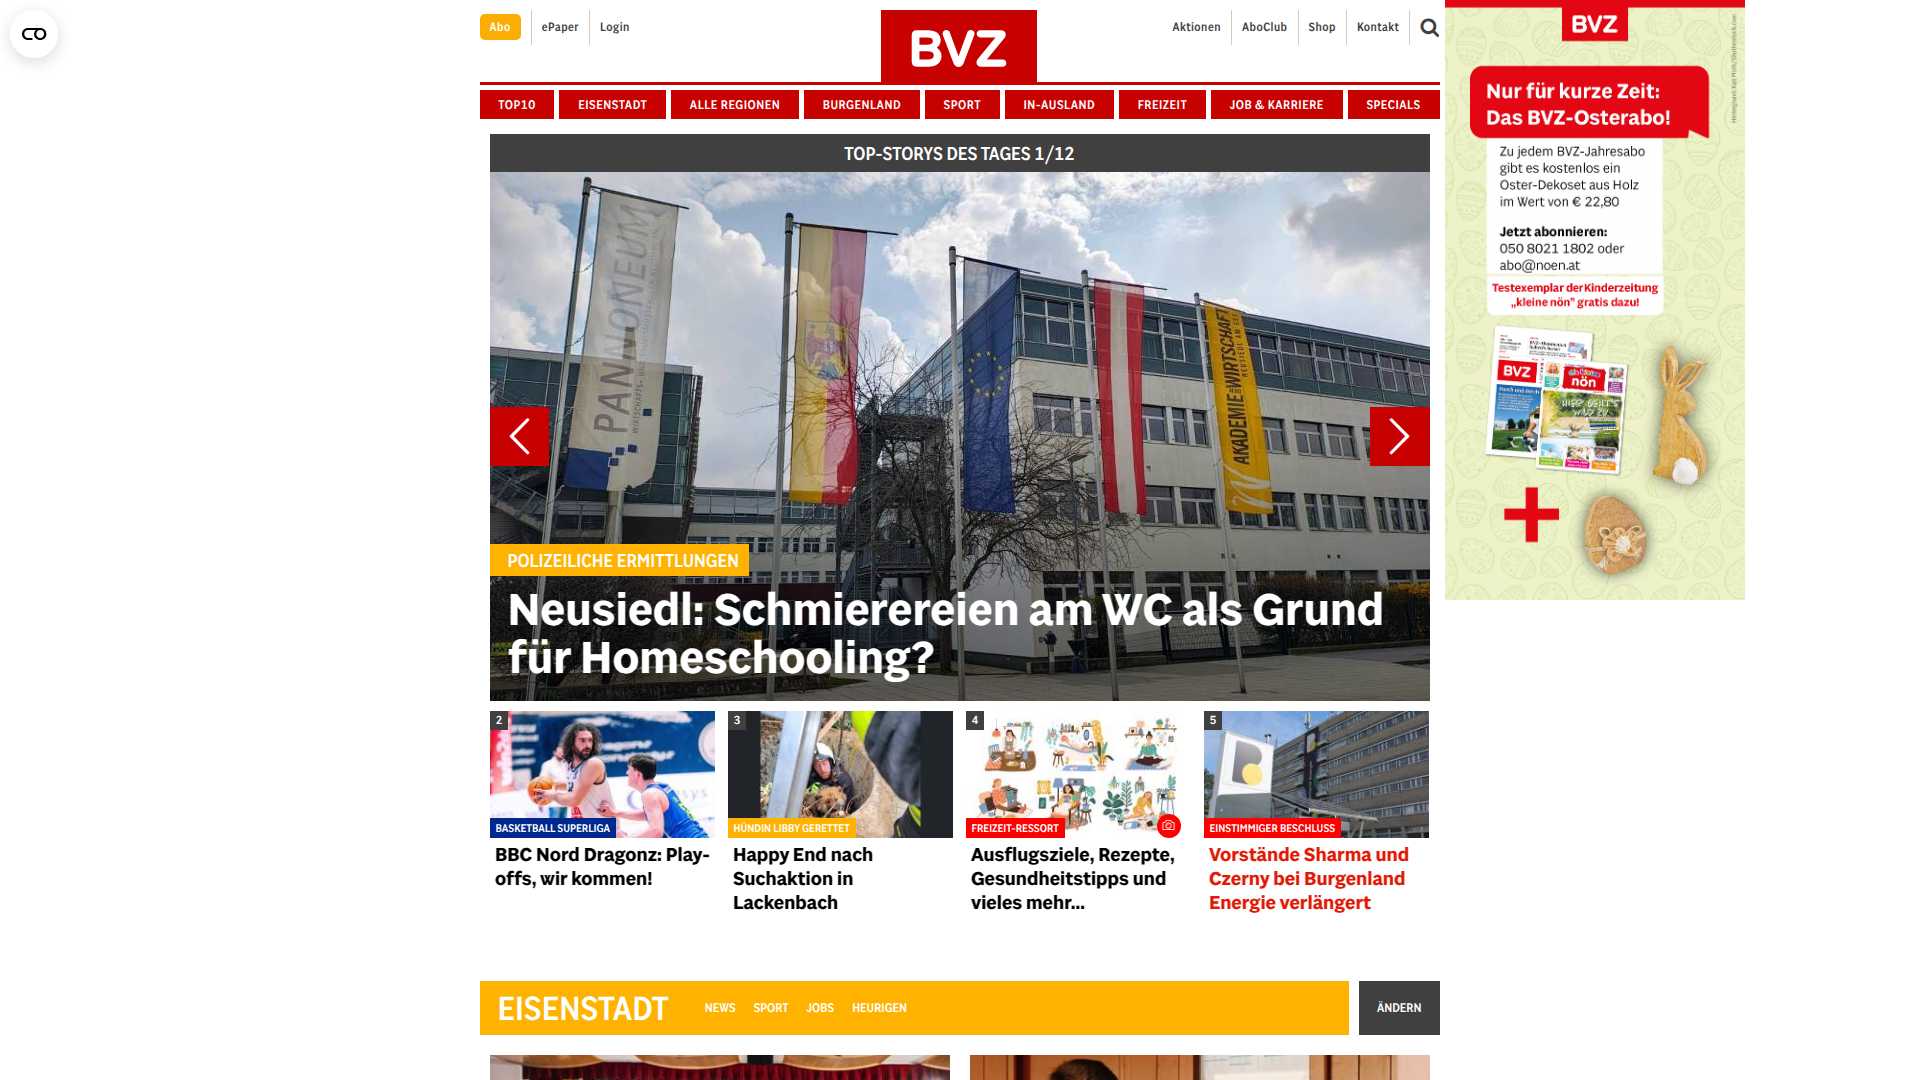 Abo
ePaper
Login
BVZ
Aktionen
AboClub
Shop
Kontakt
TOP10
EISENSTADT
ALLE REGIONEN
BURGENLAND
SPORT
IN-AUSLAND
FREIZEIT
JOB & KARRIERE
SPECIALS
TOP-STORYS DES TAGES 1/12
PANNONEUM
AKADEMIE WIRTSCHAFT
POLIZEILICHE ERMITTLUNGEN
Neusiedl: Schmierereien am WC als Grund
für Homeschooling?
2
BASKETBALL SUPERLIGA
BBC Nord Dragonz: Play-
offs, wir kommen!
3
HÜNDIN LIBBY GERETTET
Happy End nach
Suchaktion in
Lackenbach
4
FREIZEIT-RESSORT
Ausflugsziele, Rezepte,
Gesundheitstipps und
vieles mehr...
5
EINSTIMMIGER BESCHLUSS
Vorstände Sharma und
Czerny bei Burgenland
Energie verlängert
EISENSTADT
NEWS
SPORT
JOBS
HEURIGEN
ÄNDERN
BVZ
Nur für kurze Zeit:
Das BVZ-Osterabo!
Zu jedem BVZ-Jahresabo
gibt es kostenlos ein
Oster-Dekoset aus Holz
im Wert von € 22,80
Jetzt abonnieren:
050 8021 1802 oder
abo@noen.at
Testexemplar der Kinderzeitung
„kleine nön" gratis dazu!
BVZ
nön